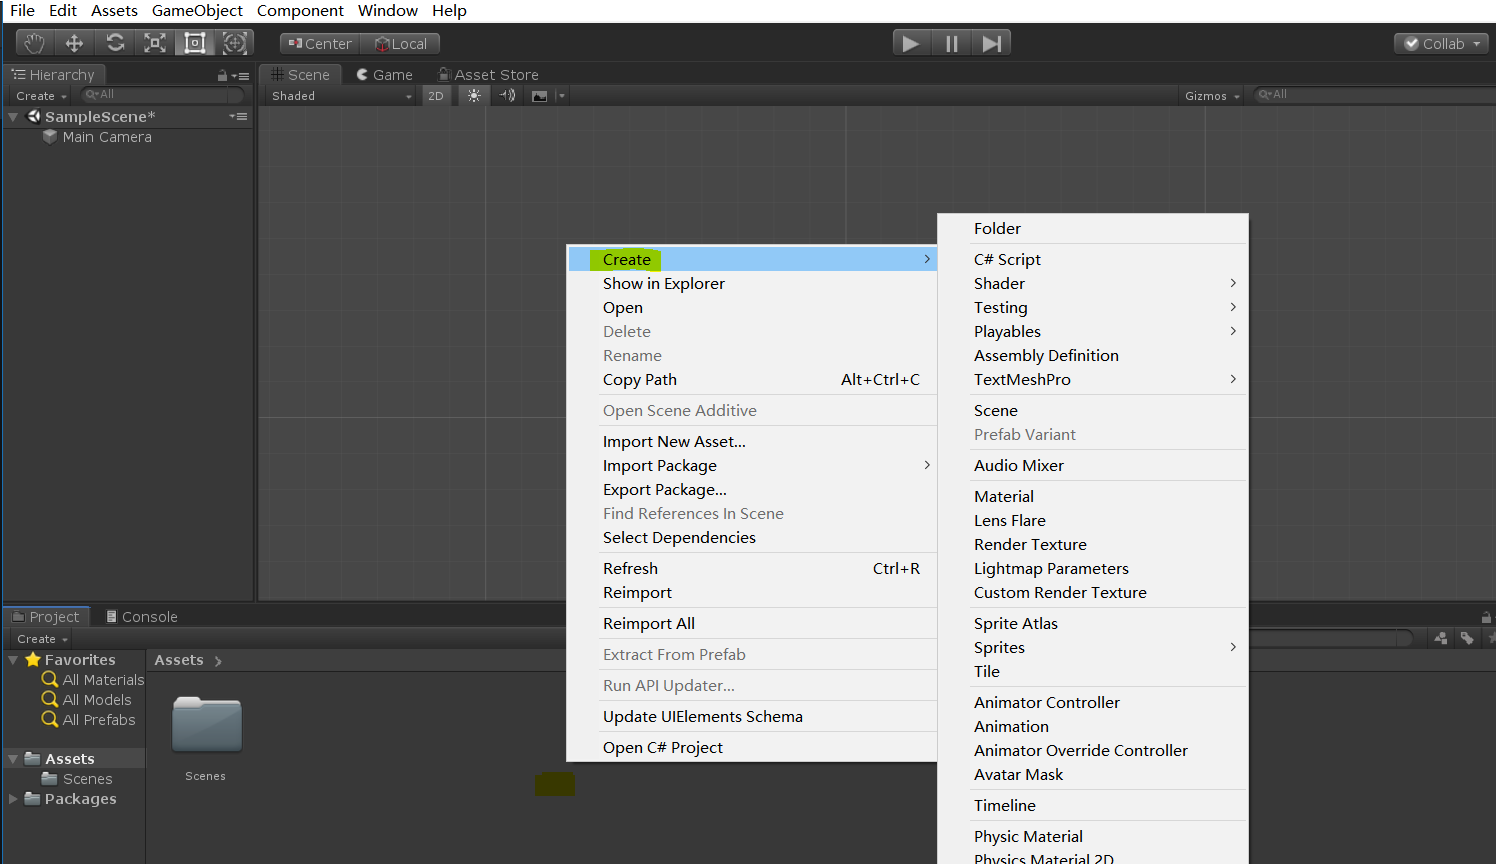 File Edit Assets GameObject Component Window Help
Center Local
Collab
Hierarchy
Scene Game Asset Store
Create All
Shaded 2D Gizmos All
SampleScene*
Main Camera
Create
Show in Explorer
Open
Delete
Rename
Copy Path Alt+Ctrl+C
Open Scene Additive
Import New Asset...
Import Package
Export Package...
Find References In Scene
Select Dependencies
Refresh Ctrl+R
Reimport
Reimport All
Extract From Prefab
Run API Updater...
Update UIElements Schema
Open C# Project
Folder
C# Script
Shader
Testing
Playables
Assembly Definition
TextMeshPro
Scene
Prefab Variant
Audio Mixer
Material
Lens Flare
Render Texture
Lightmap Parameters
Custom Render Texture
Sprite Atlas
Sprites
Tile
Animator Controller
Animation
Animator Override Controller
Avatar Mask
Timeline
Physic Material
Physics Material 2D
Project Console
Create
Favorites
All Materials
All Models
All Prefabs
Assets
Scenes
Packages
Assets
Scenes